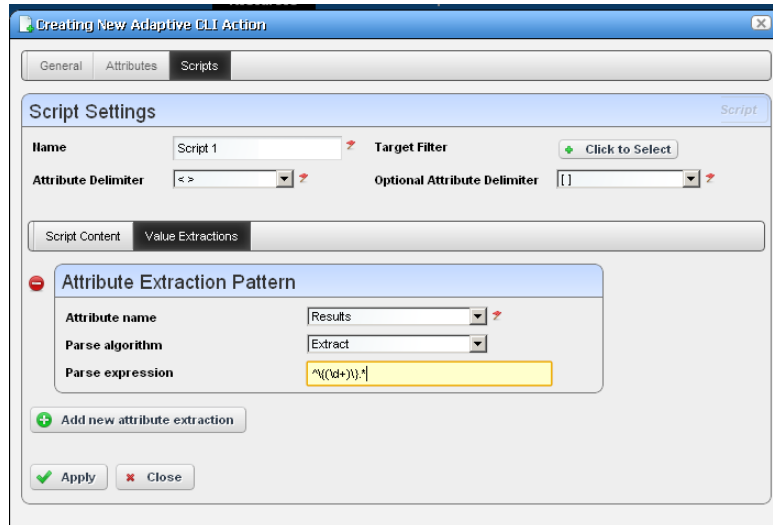 Creating New Adaptive CLI Action
General Attributes Scripts
Script Settings Script
Name Script 1 Target Filter Click to Select
Attribute Delimiter < > Optional Attribute Delimiter [ ]
Script Content Value Extractions
Attribute Extraction Pattern
Attribute name Results
Parse algorithm Extract
Parse expression ^\{(\d+)\}.*
Add new attribute extraction
Apply Close